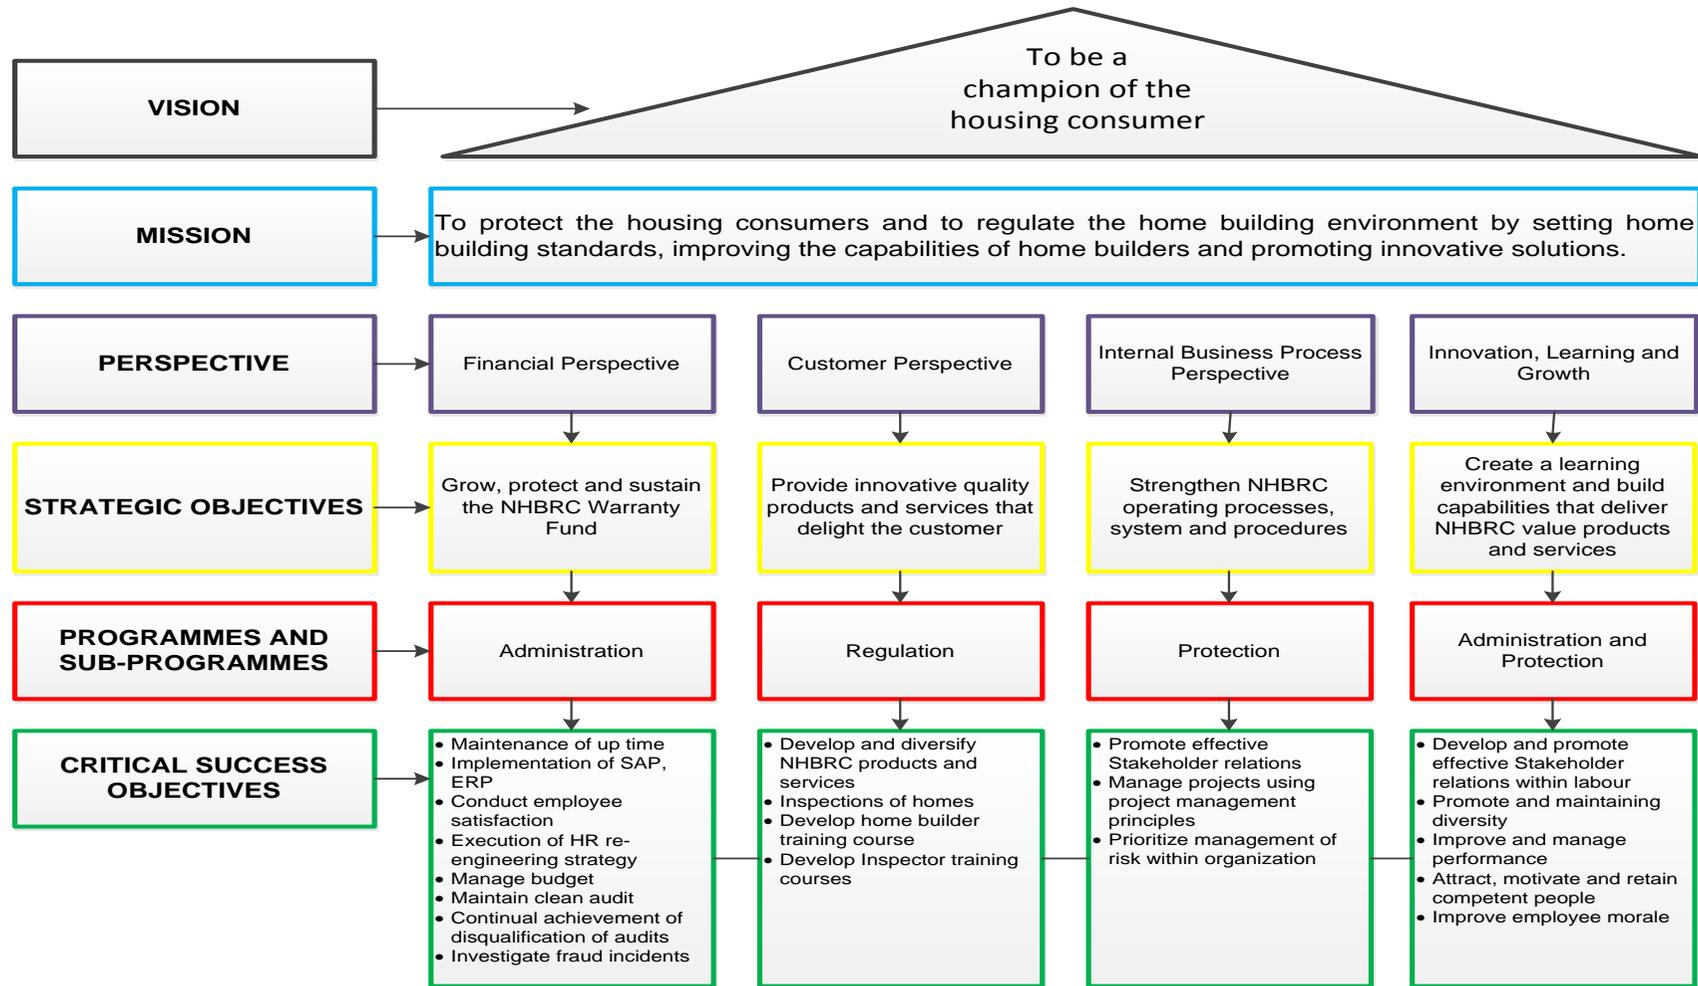 VISION
To be a
champion of the
housing consumer
MISSION
To protect the housing consumers and to regulate the home building environment by setting home
building standards, improving the capabilities of home builders and promoting innovative solutions.
PERSPECTIVE
Financial Perspective
Customer Perspective
Internal Business Process
Perspective
Innovation, Learning and
Growth
STRATEGIC OBJECTIVES
Grow, protect and sustain
the NHBRC Warranty
Fund
Provide innovative quality
products and services that
delight the customer
Strengthen NHBRC
operating processes,
system and procedures
Create a learning
environment and build
capabilities that deliver
NHBRC value products
and services
PROGRAMMES AND
SUB-PROGRAMMES
Administration
Regulation
Protection
Administration and
Protection
CRITICAL SUCCESS
OBJECTIVES
• Maintenance of up time
• Implementation of SAP,
ERP
• Conduct employee
satisfaction
• Execution of HR re-
engineering strategy
• Manage budget
• Maintain clean audit
• Continual achievement of
disqualification of audits
• Investigate fraud incidents
• Develop and diversify
NHBRC products and
services
• Inspections of homes
• Develop home builder
training course
• Develop Inspector training
courses
• Promote effective
Stakeholder relations
• Manage projects using
project management
principles
• Prioritize management of
risk within organization
• Develop and promote
effective Stakeholder
relations within labour
• Promote and maintaining
diversity
• Improve and manage
performance
• Attract, motivate and retain
competent people
• Improve employee morale